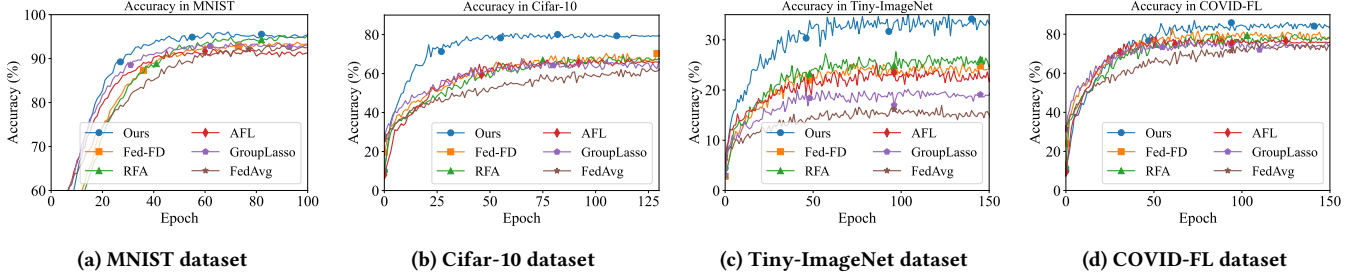 Accuracy in MNIST
Accuracy (%)
100
90
80
70
60
0
20
40
60
80
100
Epoch
Ours
Fed-FD
RFA
AFL
GroupLasso
FedAvg
(a) MNIST dataset
Accuracy in Cifar-10
Accuracy (%)
80
60
40
20
0
0
25
50
75
100
125
Epoch
Ours
Fed-FD
RFA
AFL
GroupLasso
FedAvg
(b) Cifar-10 dataset
Accuracy in Tiny-ImageNet
Accuracy (%)
30
20
10
0
0
50
100
150
Epoch
Ours
Fed-FD
RFA
AFL
GroupLasso
FedAvg
(c) Tiny-ImageNet dataset
Accuracy in COVID-FL
Accuracy (%)
80
60
40
20
0
0
50
100
150
Epoch
Ours
Fed-FD
RFA
AFL
GroupLasso
FedAvg
(d) COVID-FL dataset